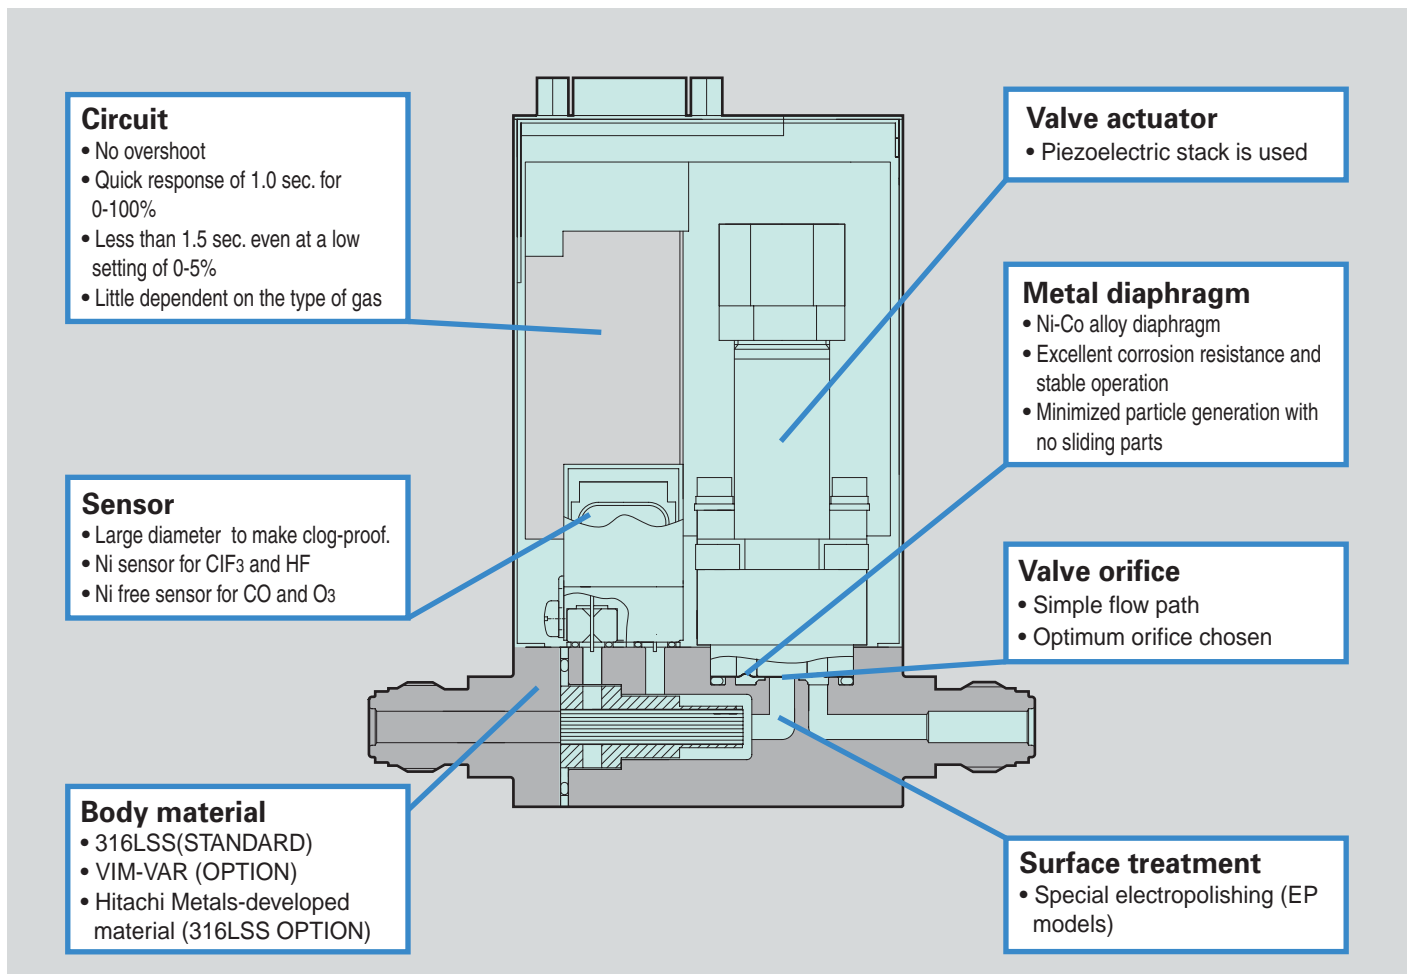 Circuit
• No overshoot
• Quick response of 1.0 sec. for
0-100%
• Less than 1.5 sec. even at a low
setting of 0-5%
• Little dependent on the type of gas
Sensor
• Large diameter to make clog-proof.
• Ni sensor for ClF3 and HF
• Ni free sensor for CO and O3
Body material
• 316LSS(STANDARD)
• VIM-VAR (OPTION)
• Hitachi Metals-developed
material (316LSS OPTION)
Valve actuator
• Piezoelectric stack is used
Metal diaphragm
• Ni-Co alloy diaphragm
• Excellent corrosion resistance and
stable operation
• Minimized particle generation with
no sliding parts
Valve orifice
• Simple flow path
• Optimum orifice chosen
Surface treatment
• Special electropolishing (EP
models)